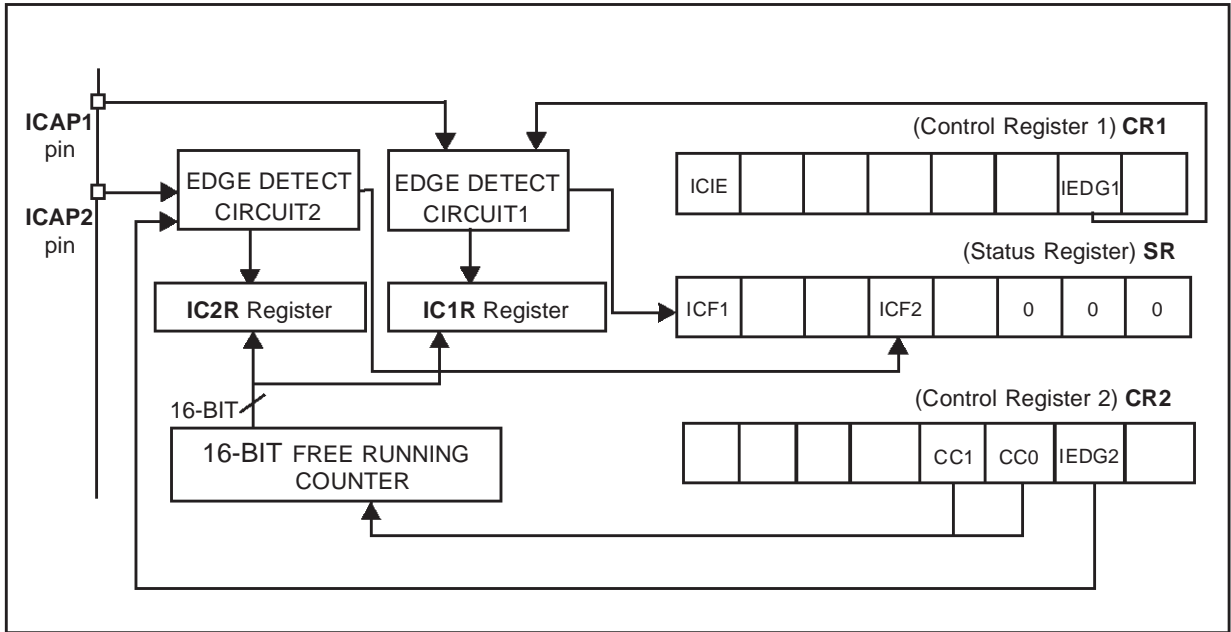 ICAP1
pin
ICAP2
pin
EDGE DETECT
CIRCUIT2
EDGE DETECT
CIRCUIT1
IC2R Register
IC1R Register
16-BIT
16-BIT FREE RUNNING
COUNTER
(Control Register 1) CR1
ICIE
IEDG1
(Status Register) SR
ICF1 ICF2 0 0 0
(Control Register 2) CR2
CC1 CC0 IEDG2